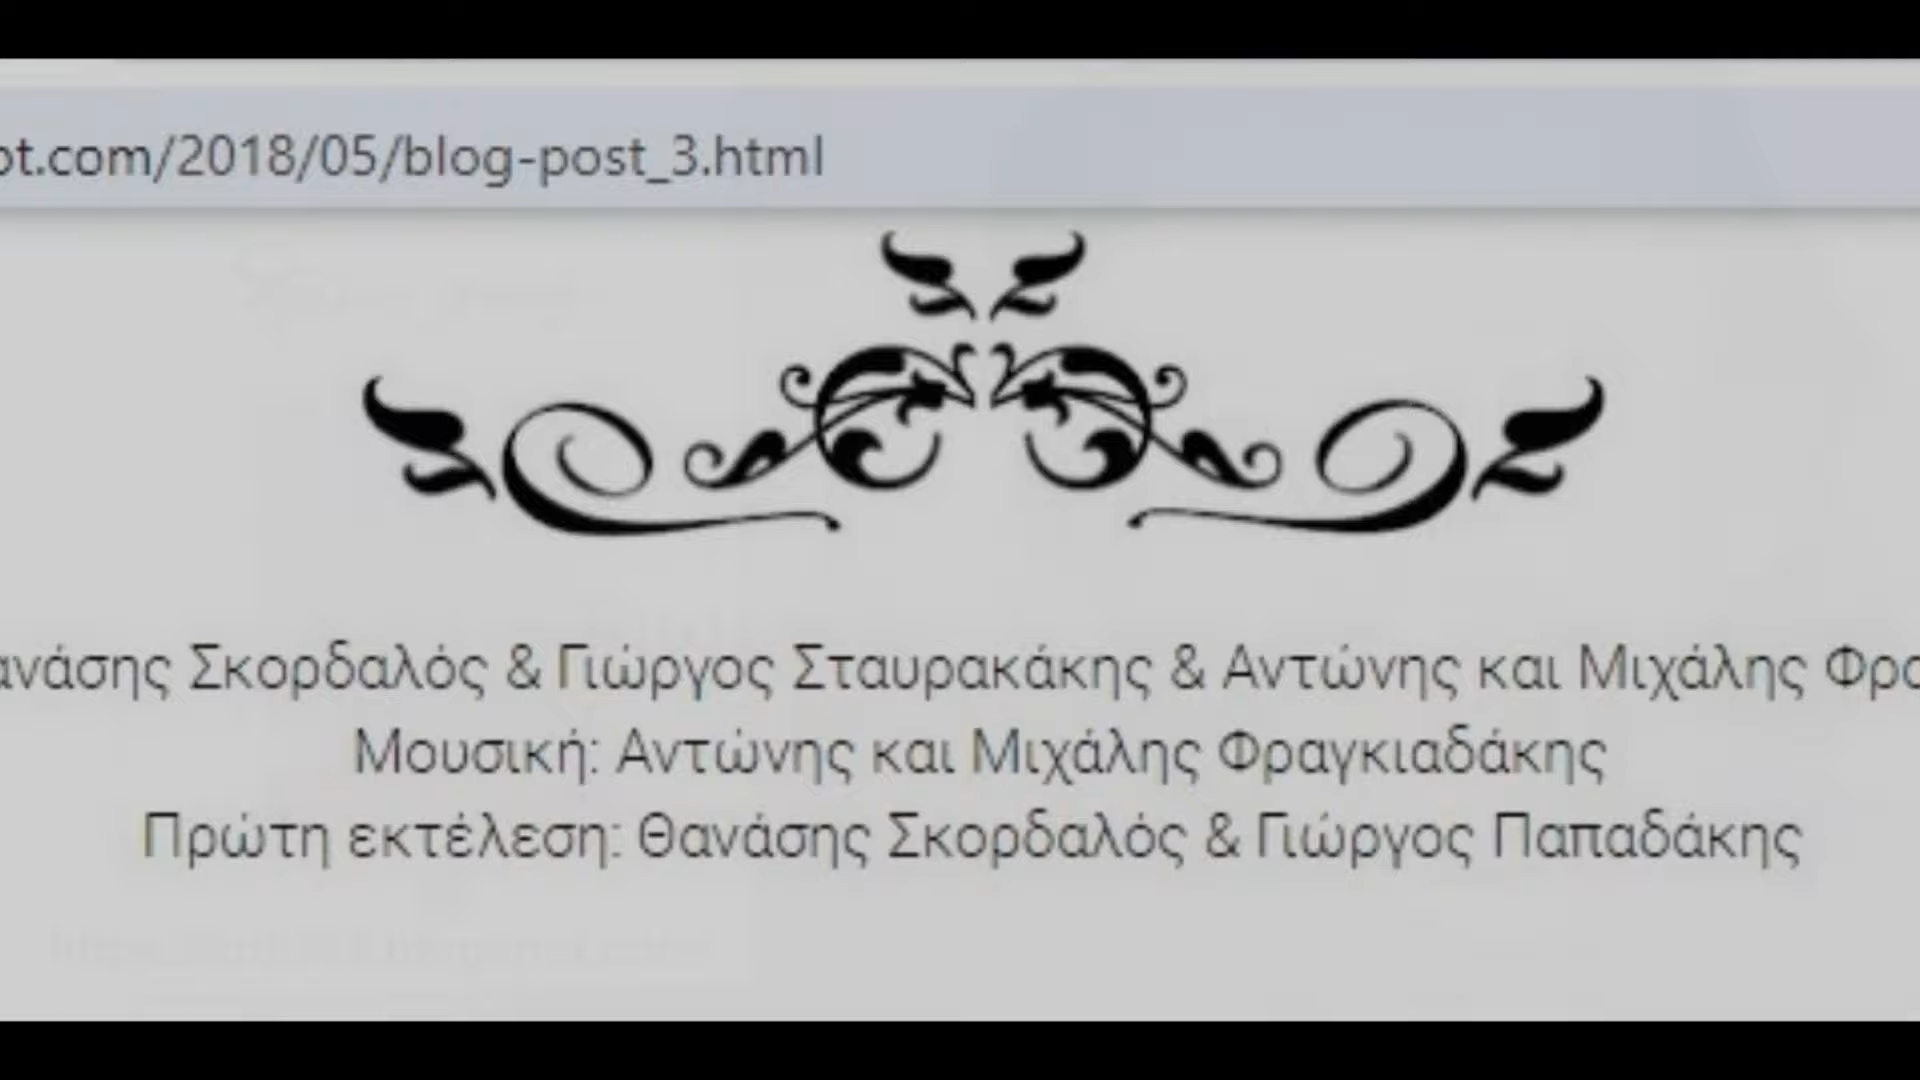 ot.com/2018/05/blog-post_3.html
ανάσης Σκορδαλός & Γιώργος Σταυρακάκης & Αντώνης και Μιχάλης Φρα
Μουσική: Αντώνης και Μιχάλης Φραγκιαδάκης
Πρώτη εκτέλεση: Θανάσης Σκορδαλός & Γιώργος Παπαδάκης